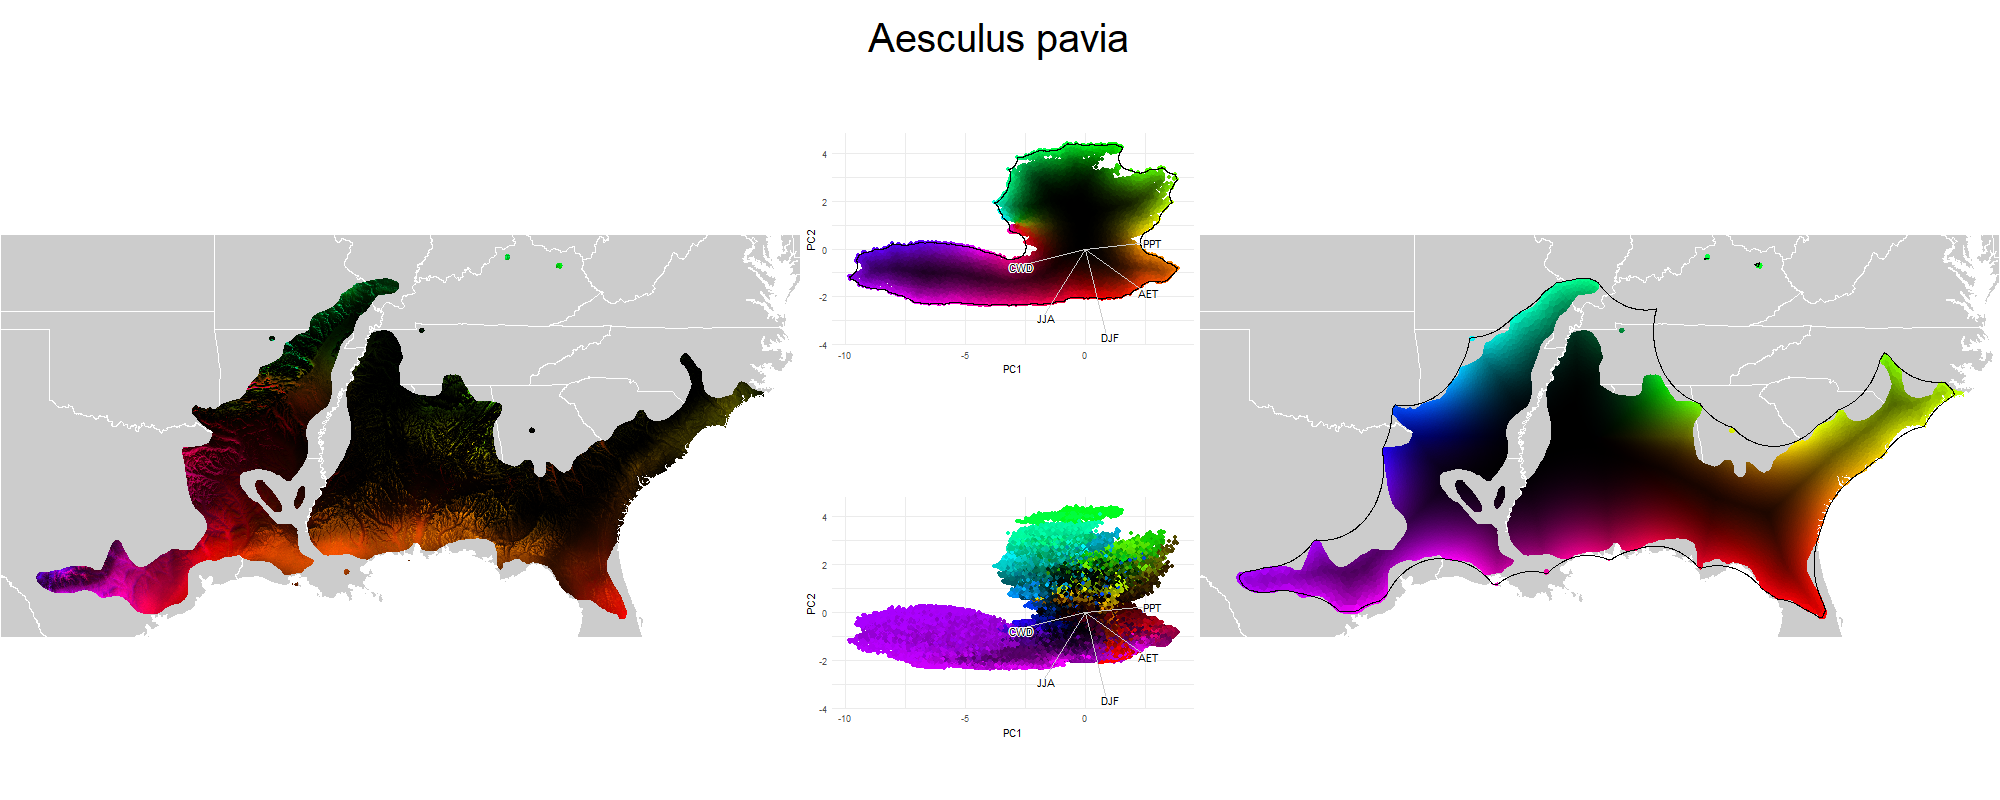 Aesculus pavia
4
2
0
-2
-4
PC2
PPT
CWD
AET
JJA
DJF
-10
-5
0
PC1
4
2
0
-2
-4
PC2
PPT
CWD
AET
JJA
DJF
-10
-5
0
PC1